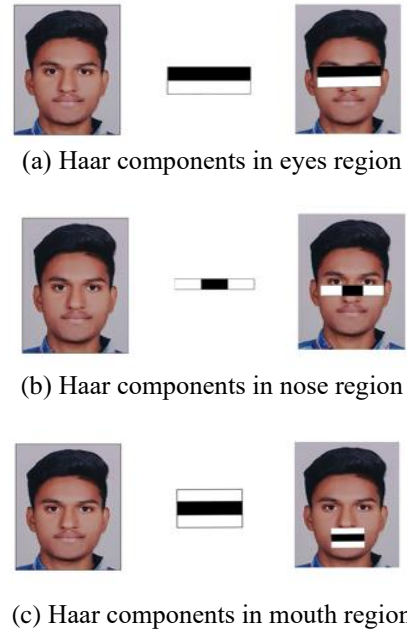 (a) Haar components in eyes region
(b) Haar components in nose region
(c) Haar components in mouth region